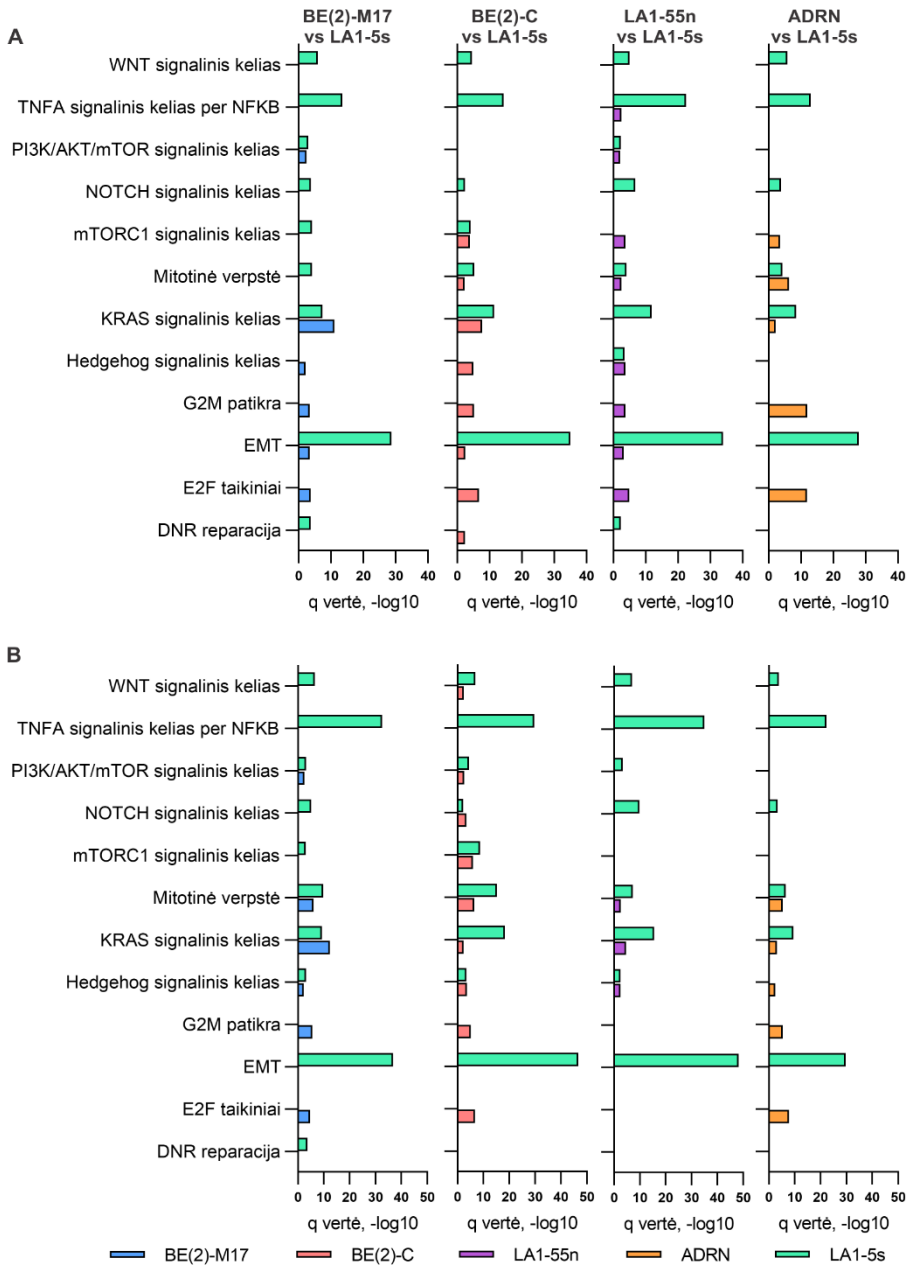 A
BE(2)-M17
vs LA1-5s
BE(2)-C
vs LA1-5s
LA1-55n
vs LA1-5s
ADRN
vs LA1-5s
WNT signalinis kelias
TNFA signalinis kelias per NFKB
PI3K/AKT/mTOR signalinis kelias
NOTCH signalinis kelias
mTORC1 signalinis kelias
Mitotinė verpstė
KRAS signalinis kelias
Hedgehog signalinis kelias
G2M patikra
EMT
E2F taikiniai
DNR reparacija
0 10 20 30 40
0 10 20 30 40
0 10 20 30 40
0 10 20 30 40
q vertė, -log10
q vertė, -log10
q vertė, -log10
q vertė, -log10
B
WNT signalinis kelias
TNFA signalinis kelias per NFKB
PI3K/AKT/mTOR signalinis kelias
NOTCH signalinis kelias
mTORC1 signalinis kelias
Mitotinė verpstė
KRAS signalinis kelias
Hedgehog signalinis kelias
G2M patikra
EMT
E2F taikiniai
DNR reparacija
0 10 20 30 40 50
0 10 20 30 40 50
0 10 20 30 40 50
0 10 20 30 40 50
q vertė, -log10
q vertė, -log10
q vertė, -log10
q vertė, -log10
BE(2)-M17
BE(2)-C
LA1-55n
ADRN
LA1-5s